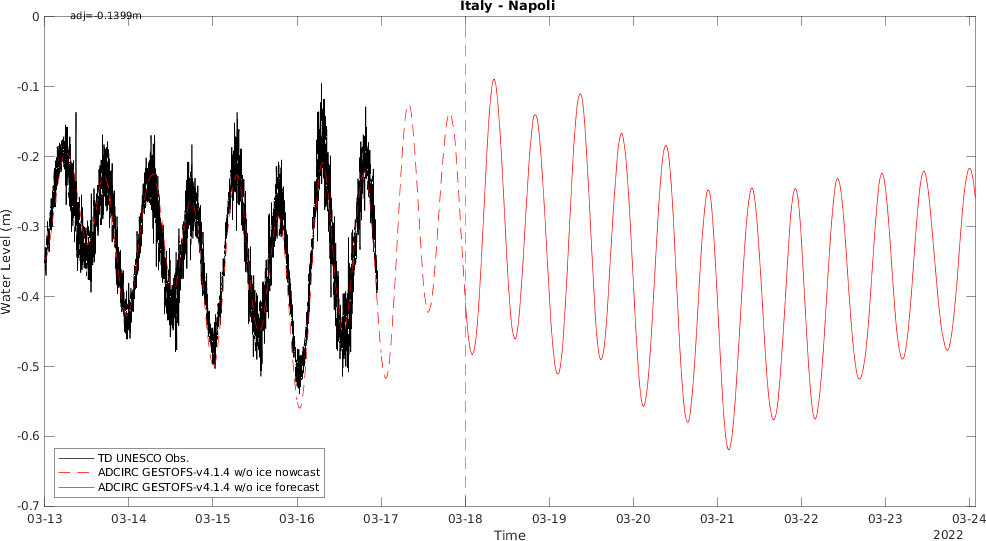 Italy - Napoli
adj=-0.1399m
0
-0.1
-0.2
-0.3
-0.4
-0.5
-0.6
-0.7
Water Level (m)
TD UNESCO Obs.
ADCIRC GESTOFS-v4.1.4 w/o ice nowcast
ADCIRC GESTOFS-v4.1.4 w/o ice forecast
03-13 03-14 03-15 03-16 03-17 03-18 03-19 03-20 03-21 03-22 03-23 03-24
Time
2022